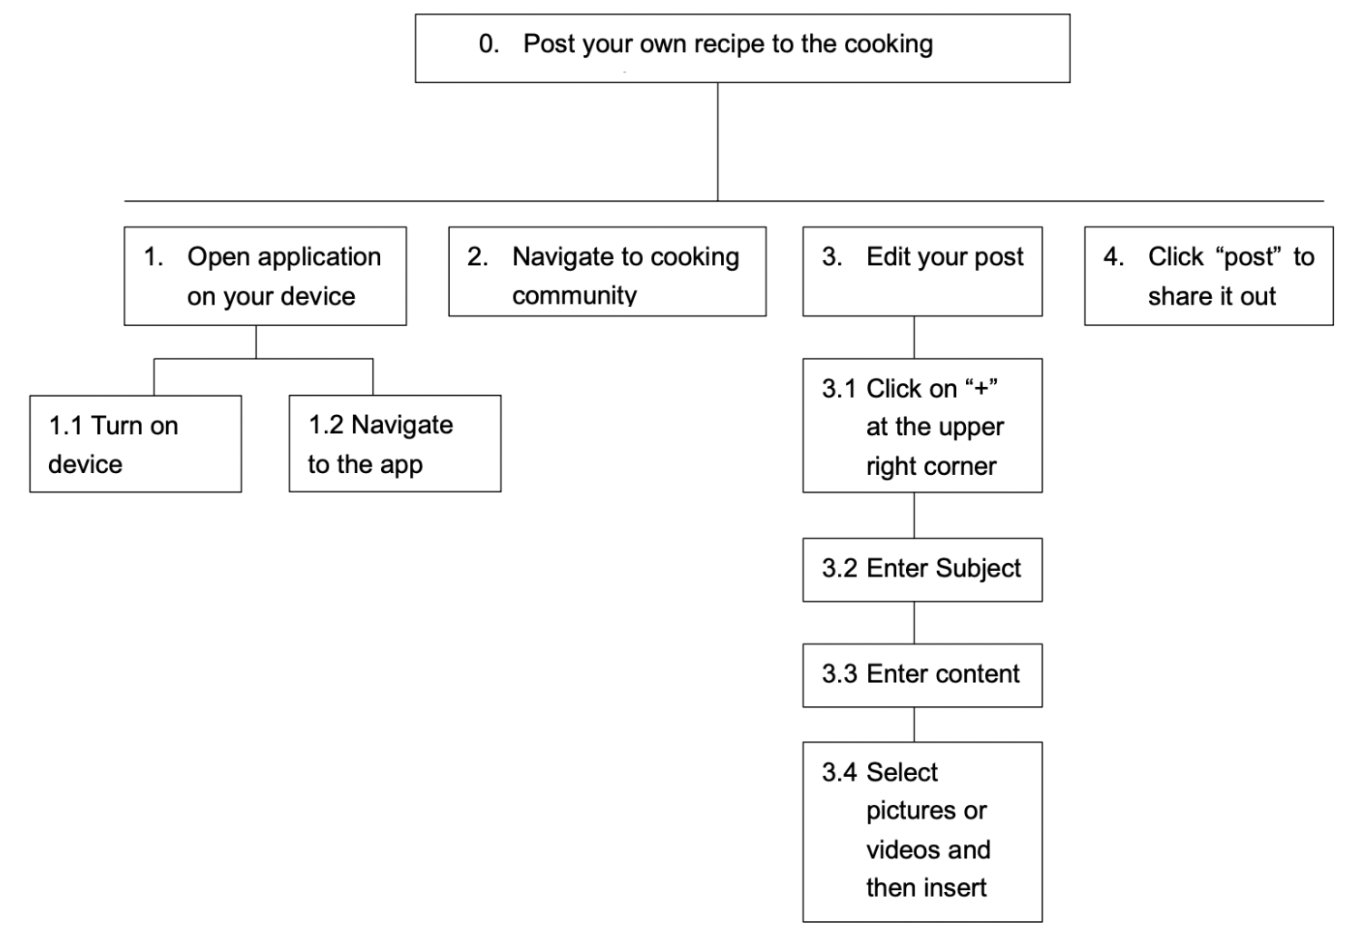 0. Post your own recipe to the cooking
1. Open application
on your device
2. Navigate to cooking
community
3. Edit your post
4. Click “post” to
share it out
1.1 Turn on
device
1.2 Navigate
to the app
3.1 Click on “+”
at the upper
right corner
3.2 Enter Subject
3.3 Enter content
3.4 Select
pictures or
videos and
then insert